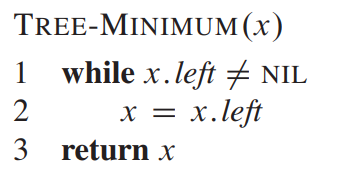 TREE-MINIMUM(x)
1 while x.left ≠ NIL
2 x = x.left
3 return x